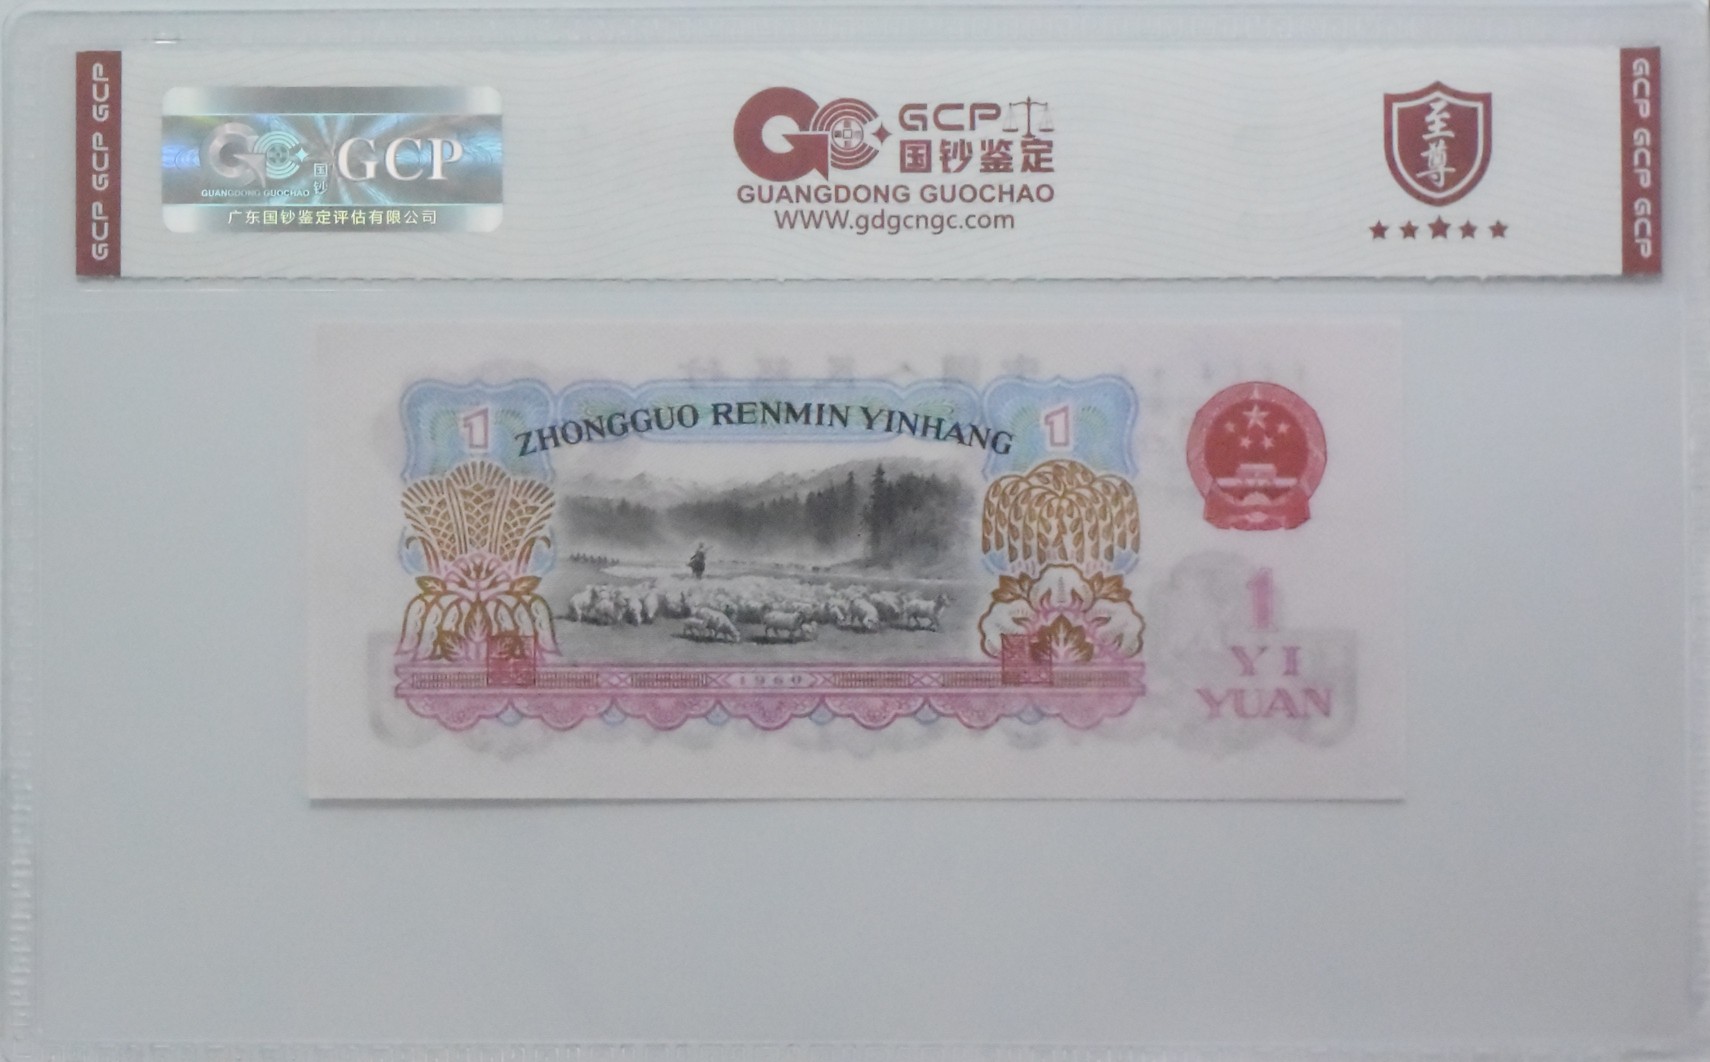 GCP GCP GCP
国钞
GCP
GUANGDONG GUOCHAO
广东国钞鉴定评估有限公司
GCP
国钞鉴定
GUANGDONG GUOCHAO
WWW.gdgcngc.com
至尊
GCP GCP GCP
1
ZHONGGUO RENMIN YINHANG
1
1960
1
YI
YUAN